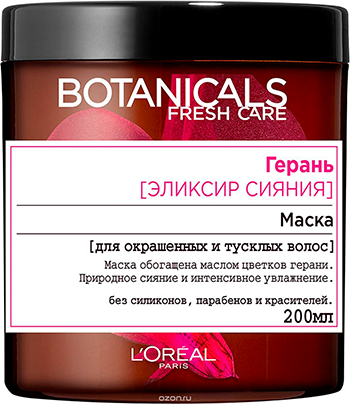 BOTANICALS
FRESH CARE
Герань
[ЭЛИКСИР СИЯНИЯ]
Маска
[для окрашенных и тусклых волос]
Маска обогащена маслом цветков герани.
Природное сияние и интенсивное увлажнение.
без силиконов, парабенов и красителей.
200мл
L'ORÉAL
PARIS
ozon.ru